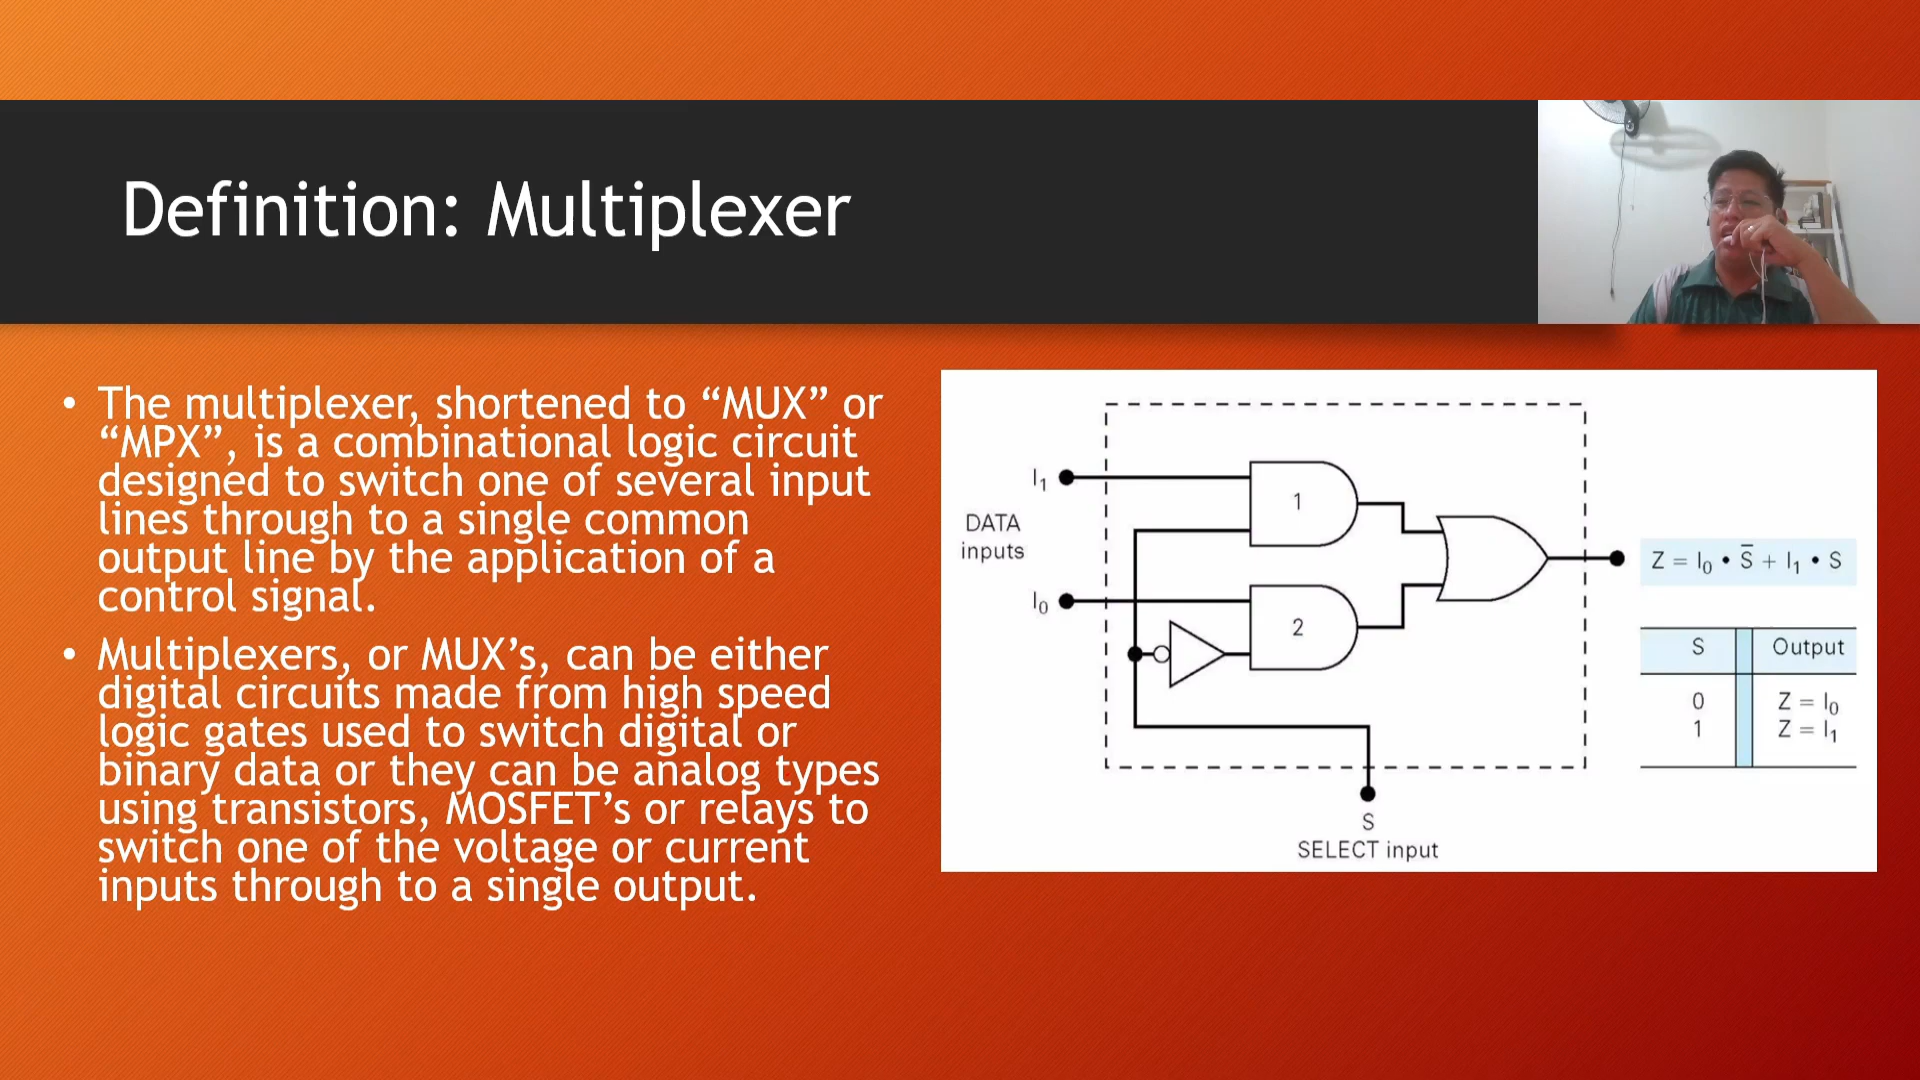 Definition: Multiplexer
• The multiplexer, shortened to “MUX” or
“MPX”, is a combinational logic circuit
designed to switch one of several input
lines through to a single common
output line by the application of a
control signal.
• Multiplexers, or MUX’s, can be either
digital circuits made from high speed
logic gates used to switch digital or
binary data or they can be analog types
using transistors, MOSFET’s or relays to
switch one of the voltage or current
inputs through to a single output.
I₁
DATA
inputs
I₀
1
2
S
SELECT input
Z = I₀ • S̅ + I₁ • S
S Output
0 Z = I₀
1 Z = I₁